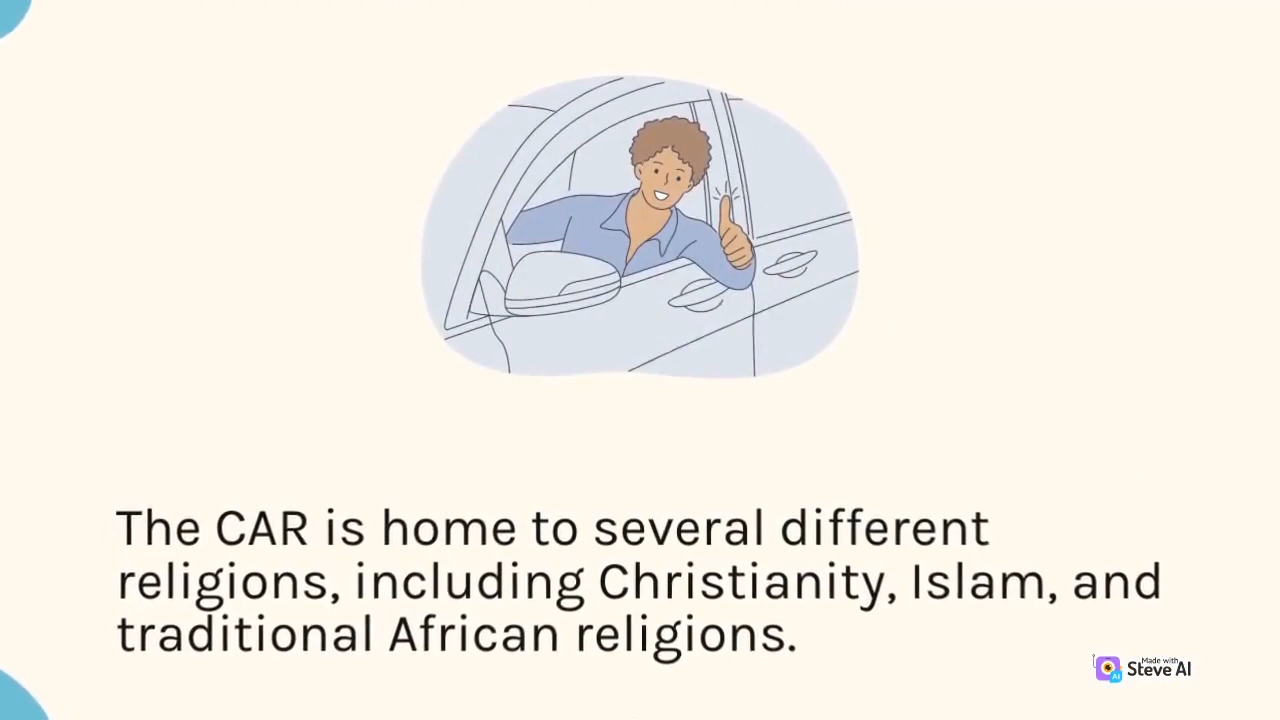 The CAR is home to several different
religions, including Christianity, Islam, and
traditional African religions.
Made with
Steve AI
AI